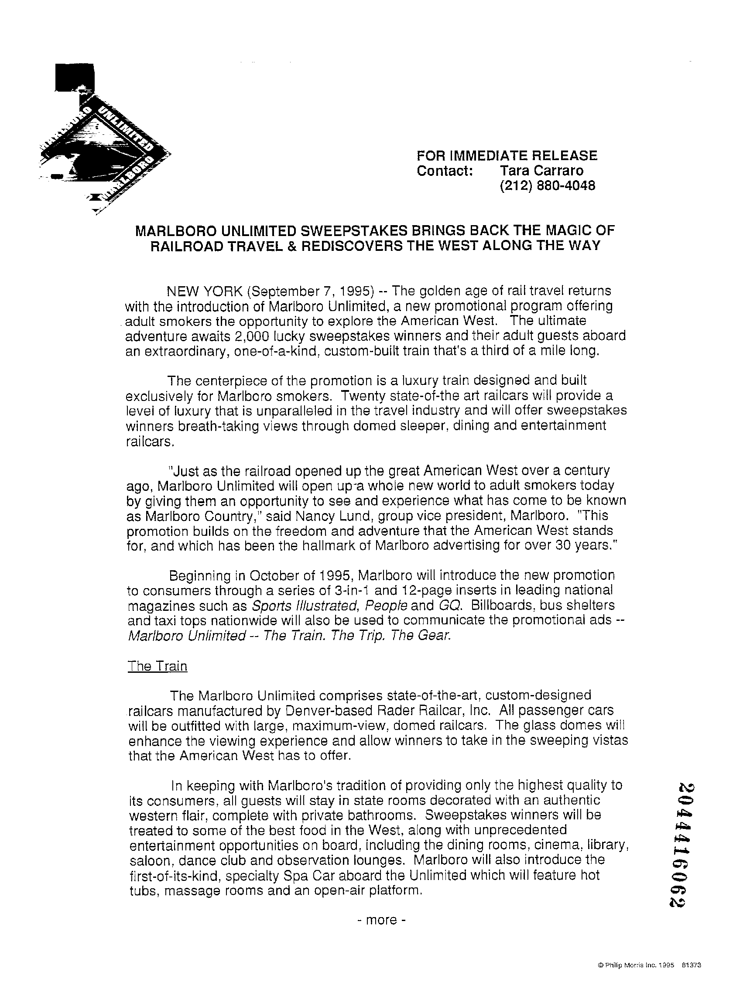 MARLBORO UNLIMITED
MARLBORO
FOR IMMEDIATE RELEASE
Contact: Tara Carraro
(212) 880-4048
MARLBORO UNLIMITED SWEEPSTAKES BRINGS BACK THE MAGIC OF
RAILROAD TRAVEL & REDISCOVERS THE WEST ALONG THE WAY
NEW YORK (September 7, 1995) -- The golden age of rail travel returns
with the introduction of Marlboro Unlimited, a new promotional program offering
adult smokers the opportunity to explore the American West. The ultimate
adventure awaits 2,000 lucky sweepstakes winners and their adult guests aboard
an extraordinary, one-of-a-kind, custom-built train that's a third of a mile long.
The centerpiece of the promotion is a luxury train designed and built
exclusively for Marlboro smokers. Twenty state-of-the art railcars will provide a
level of luxury that is unparalleled in the travel industry and will offer sweepstakes
winners breath-taking views through domed sleeper, dining and entertainment
railcars.
"Just as the railroad opened up the great American West over a century
ago, Marlboro Unlimited will open up a whole new world to adult smokers today
by giving them an opportunity to see and experience what has come to be known
as Marlboro Country," said Nancy Lund, group vice president, Marlboro. "This
promotion builds on the freedom and adventure that the American West stands
for, and which has been the hallmark of Marlboro advertising for over 30 years."
Beginning in October of 1995, Marlboro will introduce the new promotion
to consumers through a series of 3-in-1 and 12-page inserts in leading national
magazines such as Sports Illustrated, People and GQ. Billboards, bus shelters
and taxi tops nationwide will also be used to communicate the promotional ads --
Marlboro Unlimited -- The Train. The Trip. The Gear.
The Train
The Marlboro Unlimited comprises state-of-the-art, custom-designed
railcars manufactured by Denver-based Rader Railcar, Inc. All passenger cars
will be outfitted with large, maximum-view, domed railcars. The glass domes will
enhance the viewing experience and allow winners to take in the sweeping vistas
that the American West has to offer.
In keeping with Marlboro's tradition of providing only the highest quality to
its consumers, all guests will stay in state rooms decorated with an authentic
western flair, complete with private bathrooms. Sweepstakes winners will be
treated to some of the best food in the West, along with unprecedented
entertainment opportunities on board, including the dining rooms, cinema, library,
saloon, dance club and observation lounges. Marlboro will also introduce the
first-of-its-kind, specialty Spa Car aboard the Unlimited which will feature hot
tubs, massage rooms and an open-air platform.
- more -
2044416062
© Philip Morris Inc. 1995 81373